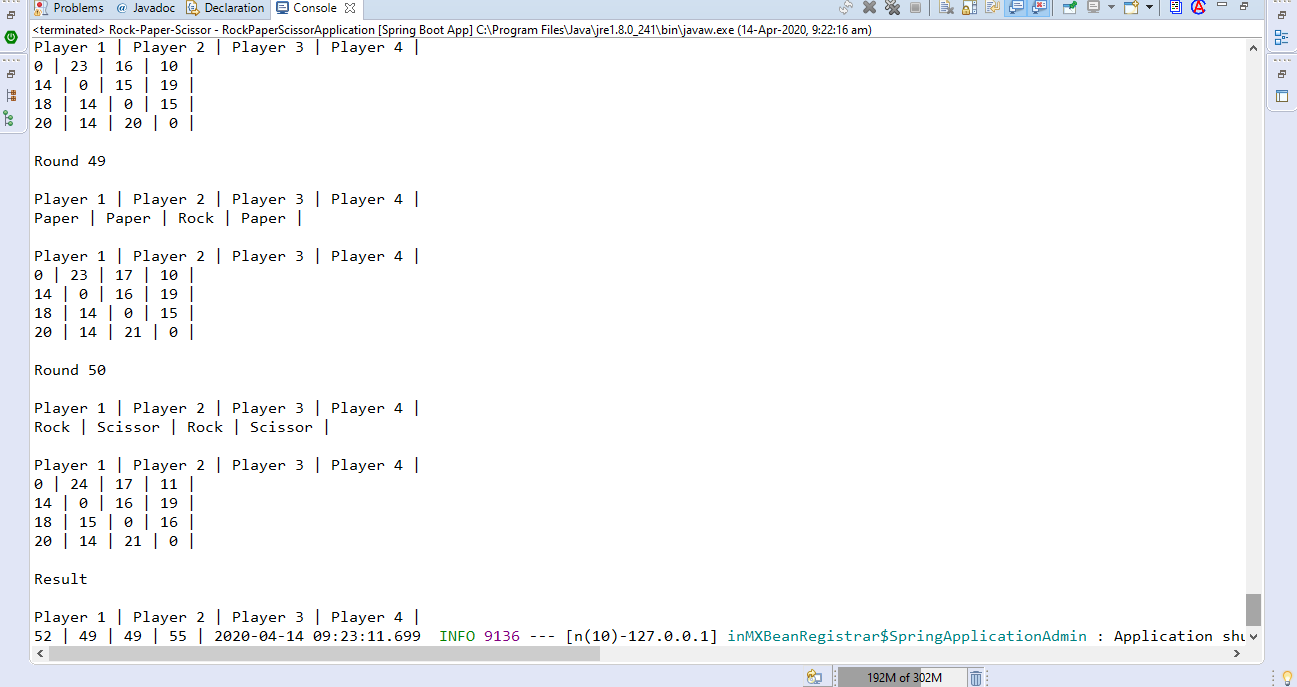 Problems @ Javadoc Declaration Console
<terminated> Rock-Paper-Scissor - RockPaperScissorApplication [Spring Boot App] C:\Program Files\Java\jre1.8.0_241\bin\javaw.exe (14-Apr-2020, 9:22:16 am)
Player 1 | Player 2 | Player 3 | Player 4 |
0 | 23 | 16 | 10 |
14 | 0 | 15 | 19 |
18 | 14 | 0 | 15 |
20 | 14 | 20 | 0 |
Round 49
Player 1 | Player 2 | Player 3 | Player 4 |
Paper | Paper | Rock | Paper |
Player 1 | Player 2 | Player 3 | Player 4 |
0 | 23 | 17 | 10 |
14 | 0 | 16 | 19 |
18 | 14 | 0 | 15 |
20 | 14 | 21 | 0 |
Round 50
Player 1 | Player 2 | Player 3 | Player 4 |
Rock | Scissor | Rock | Scissor |
Player 1 | Player 2 | Player 3 | Player 4 |
0 | 24 | 17 | 11 |
14 | 0 | 16 | 19 |
18 | 15 | 0 | 16 |
20 | 14 | 21 | 0 |
Result
Player 1 | Player 2 | Player 3 | Player 4 |
52 | 49 | 49 | 55 | 2020-04-14 09:23:11.699 INFO 9136 --- [n(10)-127.0.0.1] inMXBeanRegistrar$SpringApplicationAdmin : Application shu
192M of 302M